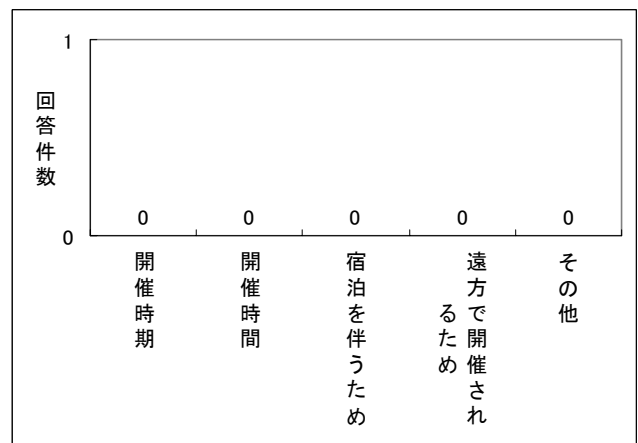 1
回答件数
0
0 0 0 0 0
開催時期
開催時間
宿泊を伴うため
遠方で開催され
るため
その他